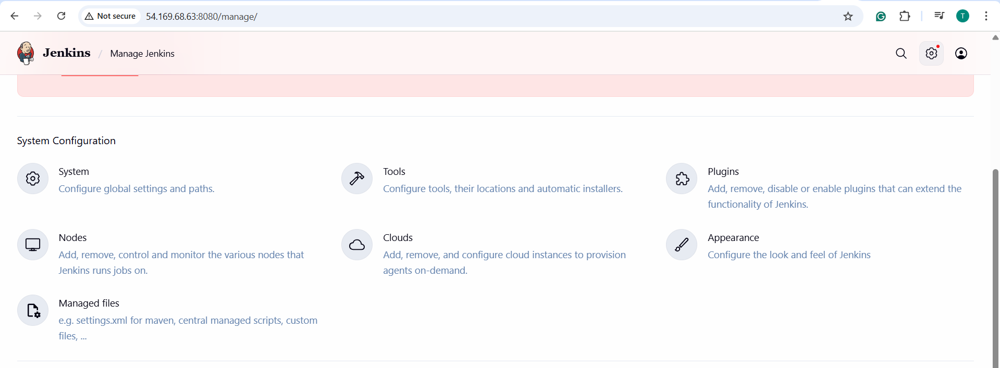 Not secure 54.169.68.63:8080/manage/ T
Jenkins / Manage Jenkins
System Configuration
System
Configure global settings and paths.
Tools
Configure tools, their locations and automatic installers.
Plugins
Add, remove, disable or enable plugins that can extend the
functionality of Jenkins.
Nodes
Add, remove, control and monitor the various nodes that
Jenkins runs jobs on.
Clouds
Add, remove, and configure cloud instances to provision
agents on-demand.
Appearance
Configure the look and feel of Jenkins
Managed files
e.g. settings.xml for maven, central managed scripts, custom
files, ...